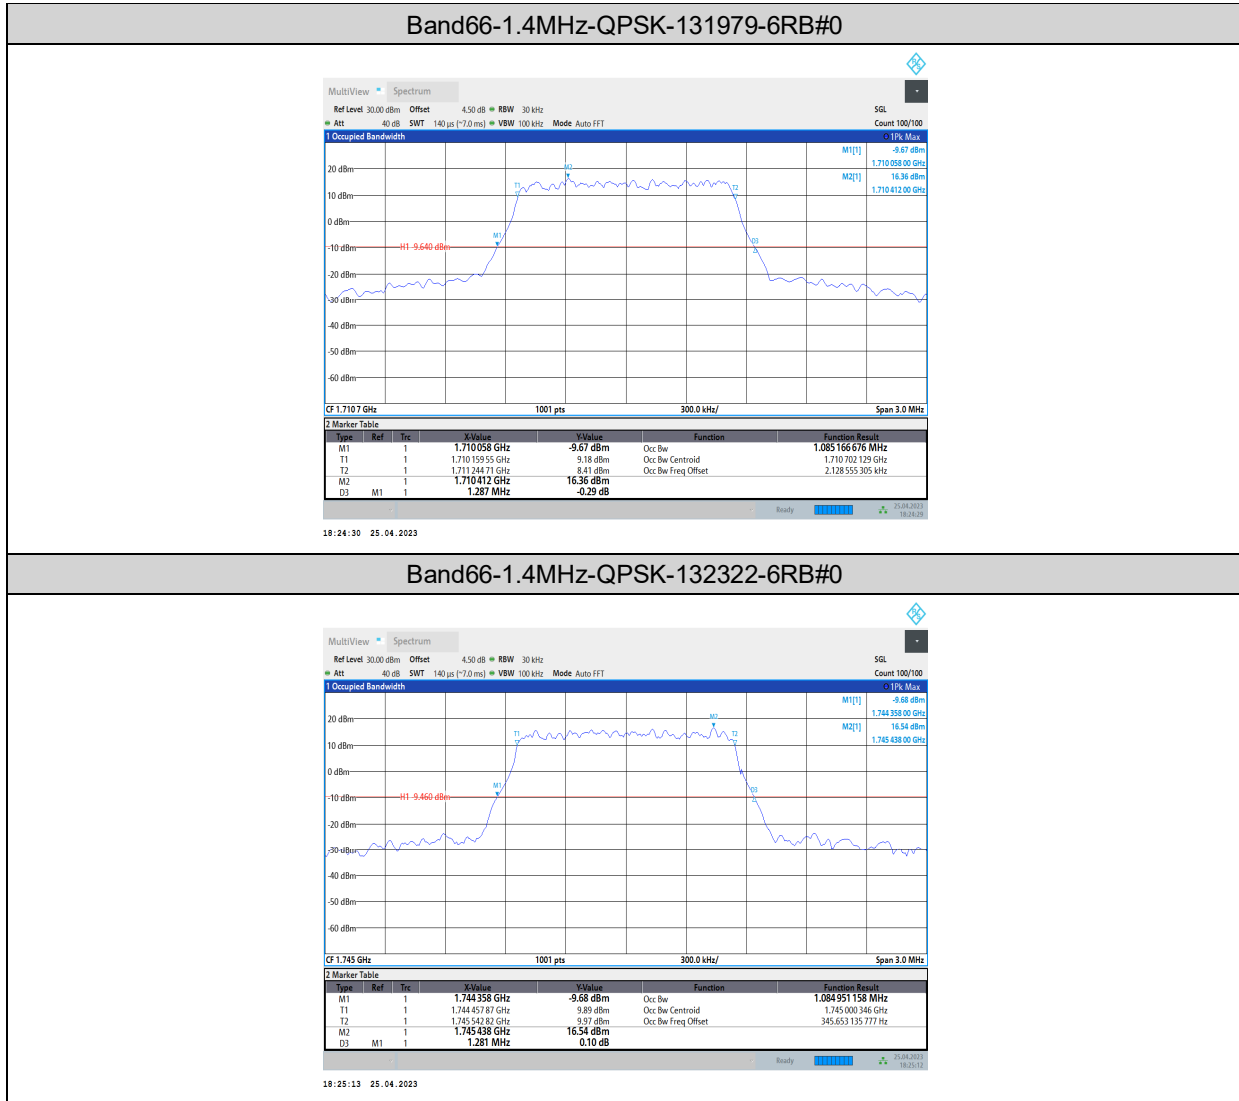 Band66-1.4MHz-QPSK-131979-6RB#0
MultiView Spectrum
Ref Level 30.00 dBm Offset 4.50 dB RBW 30 kHz SGL
Att 40 dB SWT 140 µs (~7.0 ms) VBW 100 kHz Mode Auto FFT Count 100/100
1 Occupied Bandwidth 1Pk Max
M1[1] -9.67 dBm
1.710 058 00 GHz
M2[1] 16.36 dBm
1.710 412 00 GHz
M2
20 dBm
T1 T2
10 dBm
0 dBm
M1 D3
-10 dBm H1 -9.640 dBm
-20 dBm
-30 dBm
-40 dBm
-50 dBm
-60 dBm
CF 1.710 7 GHz 1001 pts 300.0 kHz/ Span 3.0 MHz
2 Marker Table
Type Ref Trc X-Value Y-Value Function Function Result
M1 1 1.710 058 GHz -9.67 dBm Occ Bw 1.085 166 676 MHz
T1 1 1.710 159 55 GHz 9.18 dBm Occ Bw Centroid 1.710 702 129 GHz
T2 1 1.711 244 71 GHz 8.41 dBm Occ Bw Freq Offset 2.128 555 305 kHz
M2 1 1.710 412 GHz 16.36 dBm
D3 M1 1 1.287 MHz -0.29 dB
Ready 25.04.2023
18:24:29
18:24:30 25.04.2023
Band66-1.4MHz-QPSK-132322-6RB#0
MultiView Spectrum
Ref Level 30.00 dBm Offset 4.50 dB RBW 30 kHz SGL
Att 40 dB SWT 140 µs (~7.0 ms) VBW 100 kHz Mode Auto FFT Count 100/100
1 Occupied Bandwidth 1Pk Max
M1[1] -9.68 dBm
1.744 358 00 GHz
M2[1] 16.54 dBm
1.745 438 00 GHz
M2
20 dBm
T1 T2
10 dBm
0 dBm
M1 D3
-10 dBm H1 -9.460 dBm
-20 dBm
-30 dBm
-40 dBm
-50 dBm
-60 dBm
CF 1.745 GHz 1001 pts 300.0 kHz/ Span 3.0 MHz
2 Marker Table
Type Ref Trc X-Value Y-Value Function Function Result
M1 1 1.744 358 GHz -9.68 dBm Occ Bw 1.084 951 158 MHz
T1 1 1.744 457 87 GHz 9.89 dBm Occ Bw Centroid 1.745 000 346 GHz
T2 1 1.745 542 82 GHz 9.97 dBm Occ Bw Freq Offset 345.653 135 777 Hz
M2 1 1.745 438 GHz 16.54 dBm
D3 M1 1 1.281 MHz 0.10 dB
Ready 25.04.2023
18:25:12
18:25:13 25.04.2023